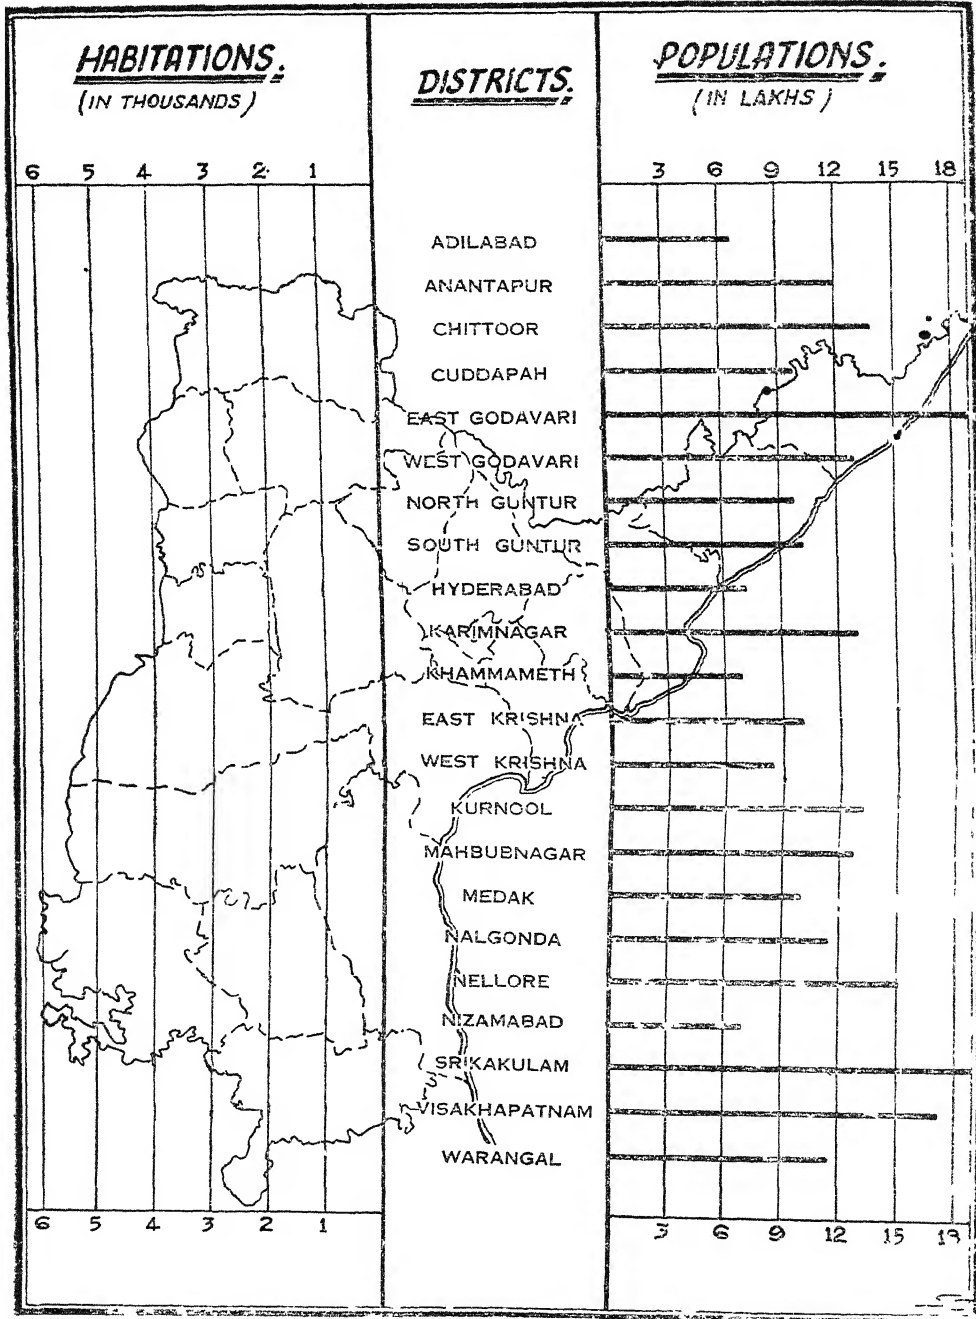 HABITATIONS.
(IN THOUSANDS)
DISTRICTS.
POPULATIONS.
(IN LAKHS)
6 5 4 3 2 1
3 6 9 12 15 18
ADILABAD
ANANTAPUR
CHITTOOR
CUDDAPAH
EAST GODAVARI
WEST GODAVARI
NORTH GUNTUR
SOUTH GUNTUR
HYDERABAD
KARIMNAGAR
KHAMMAMETH
EAST KRISHNA
WEST KRISHNA
KURNOOL
MAHBUBNAGAR
MEDAK
NALGONDA
NELLORE
NIZAMABAD
SRIKAKULAM
VISAKHAPATNAM
WARANGAL
6 5 4 3 2 1
3 6 9 12 15 18